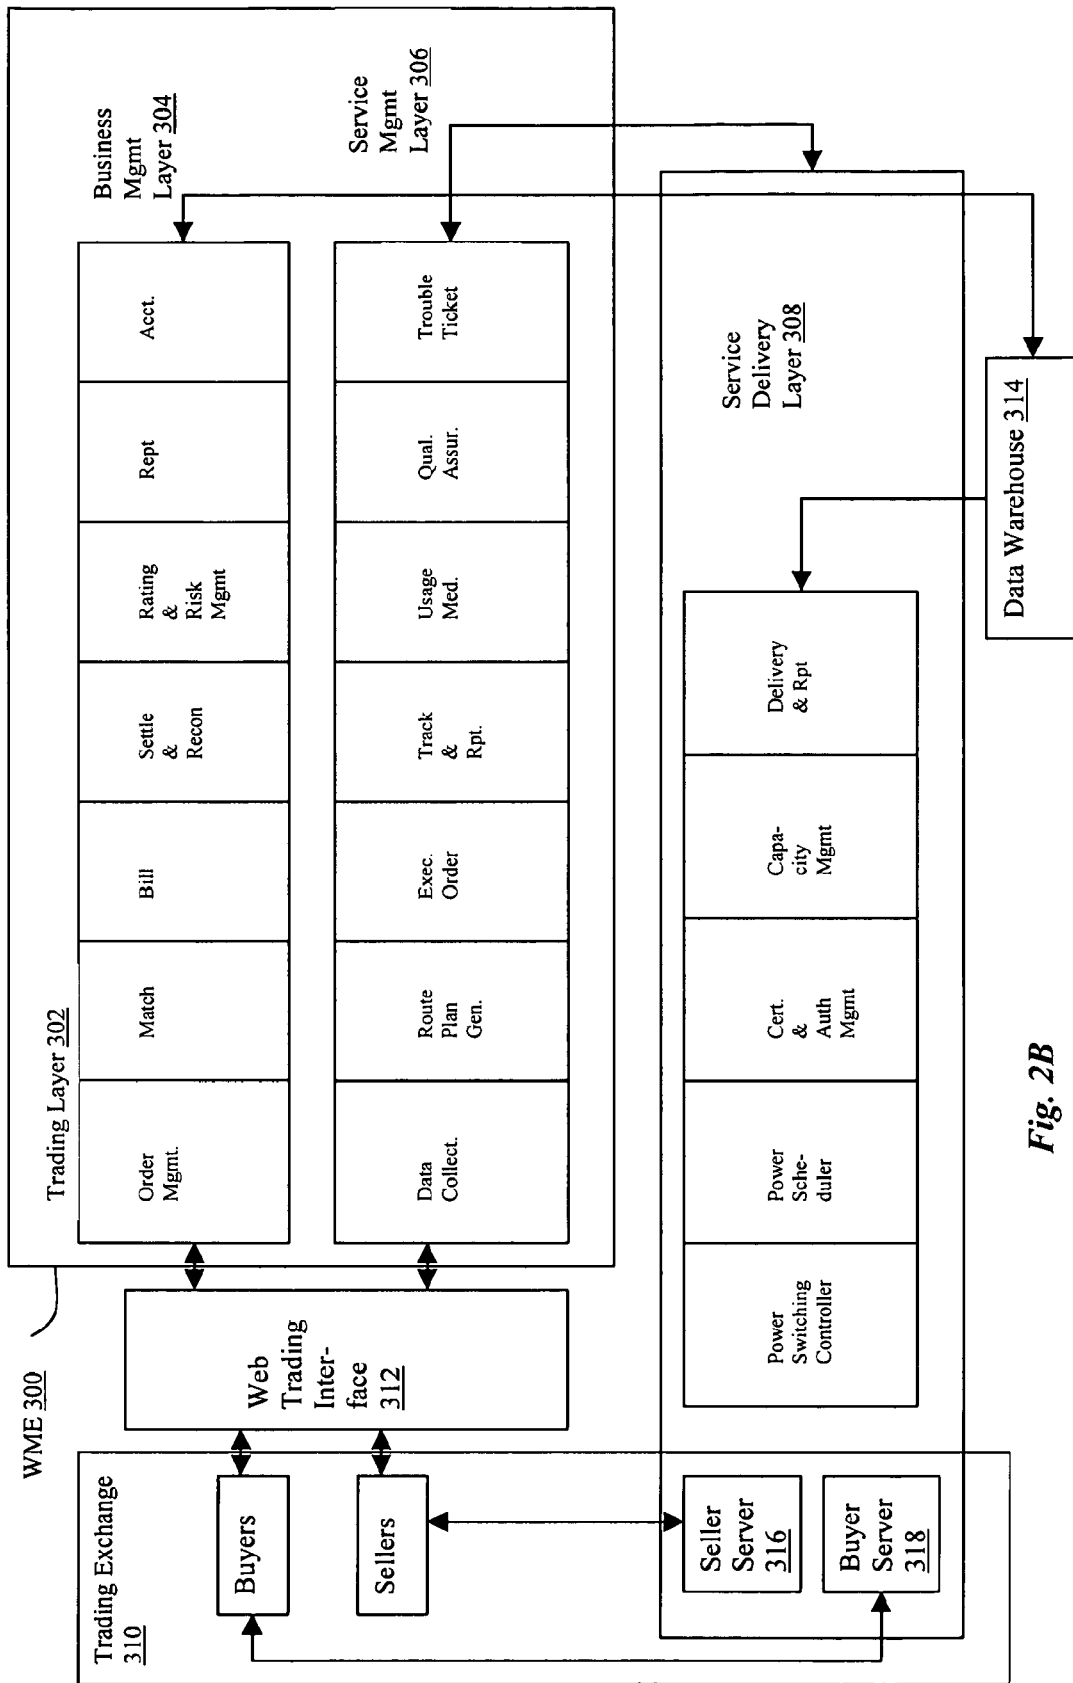 WME 300
Trading Exchange
310
Buyers
Sellers
Seller
Server
316
Buyer
Server
318
Web
Trading
Inter-
face
312
Trading Layer 302
Order
Mgmt.
Match
Bill
Settle
&
Recon
Rating
&
Risk
Mgmt
Rept
Acct.
Business
Mgmt
Layer 304
Data
Collect.
Route
Plan
Gen.
Exec.
Order
Track
&
Rpt.
Usage
Med.
Qual.
Assur.
Trouble
Ticket
Service
Mgmt
Layer 306
Power
Switching
Controller
Power
Sche-
duler
Cert.
&
Auth
Mgmt
Capa-
city
Mgmt
Delivery
& Rpt
Service
Delivery
Layer 308
Data Warehouse 314
Fig. 2B